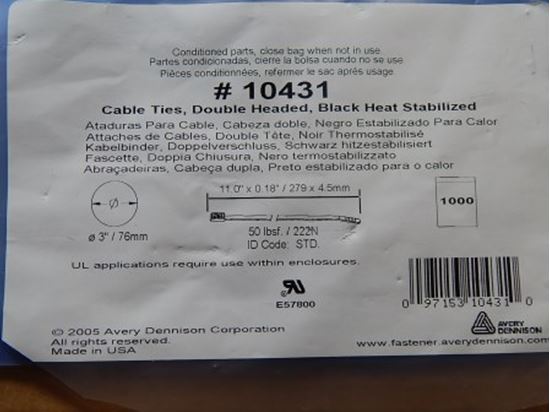 Conditioned parts, close bag when not in use
Partes condicionadas, cierre la bolsa cuando no se use
Pièces conditionnées, refermer le sac après usage
# 10431
Cable Ties, Double Headed, Black Heat Stabilized
Ataduras Para Cable, Cabeza doble, Negro Estabilizado Para Calor
Attaches de Cables, Double Tête, Noir Thermostabilisé
Kabelbinder, Doppelverschluss, Schwarz hitzestabilisiert
Fascette, Doppia Chiusura, Nero termostabilizzato
Abraçadeiras, Cabeça dupla, Preto estabilizado para o calor
11.0" x 0.18" / 279 x 4.5mm
Ø
1000
ø 3" / 76mm
50 lbsf. / 222N
ID Code: STD.
UL applications require use within enclosures.
E57800
0 97153 10431 0
© 2005 Avery Dennison Corporation
All rights reserved.
Made in USA
AVERY
DENNISON
www.fastener.averydennison.com